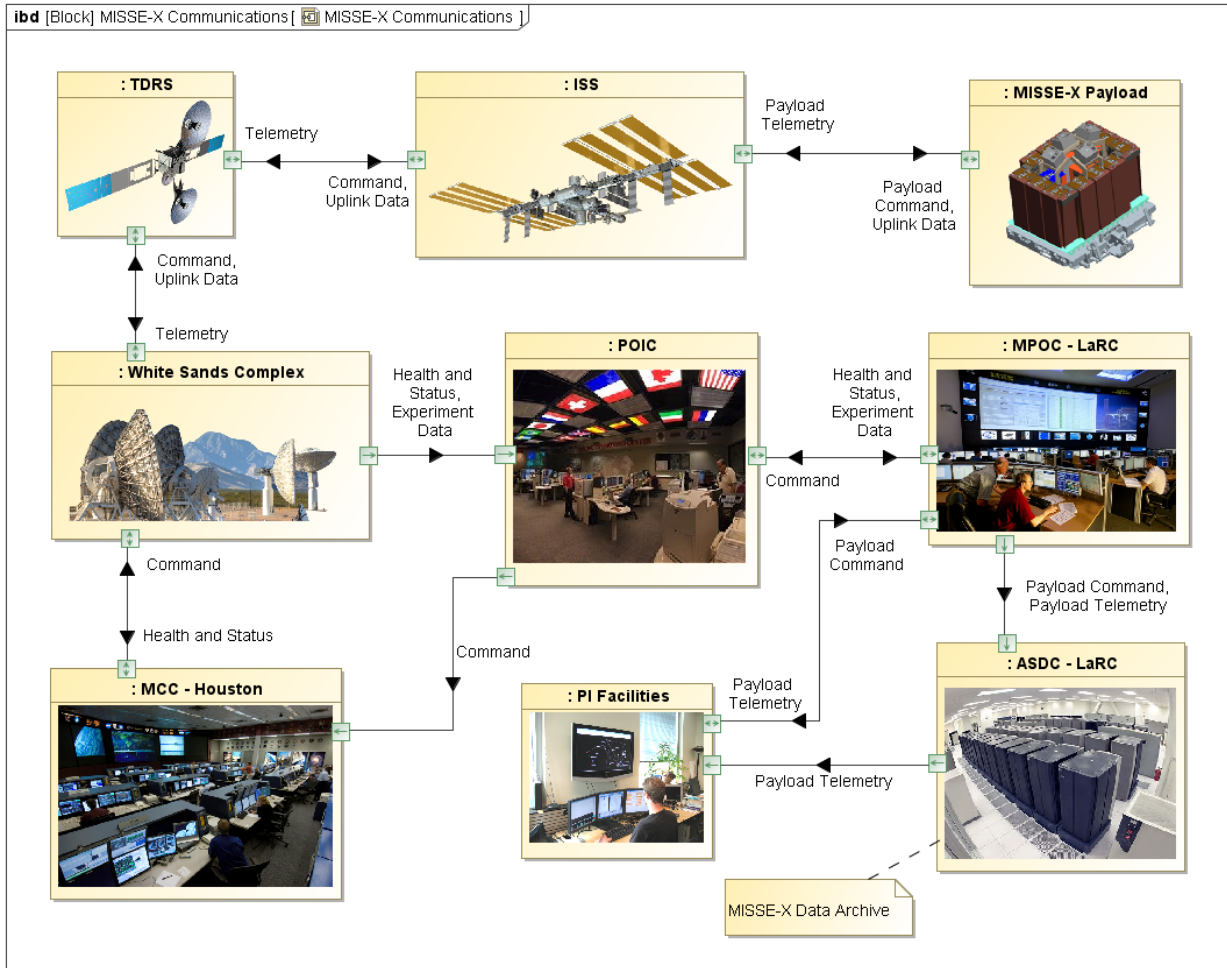 ibd [Block] MISSE-X Communications [ MISSE-X Communications ]
: TDRS
: ISS
: MISSE-X Payload
Telemetry
Command,
Uplink Data
Payload
Telemetry
Payload
Command,
Uplink Data
Command,
Uplink Data
Telemetry
: White Sands Complex
: POIC
: MPOC - LaRC
Health and
Status,
Experiment
Data
Health and
Status,
Experiment
Data
Command
Command
Payload
Command
Payload Command,
Payload Telemetry
Health and Status
Command
: MCC - Houston
: PI Facilities
: ASDC - LaRC
Payload
Telemetry
Payload Telemetry
MISSE-X Data Archive